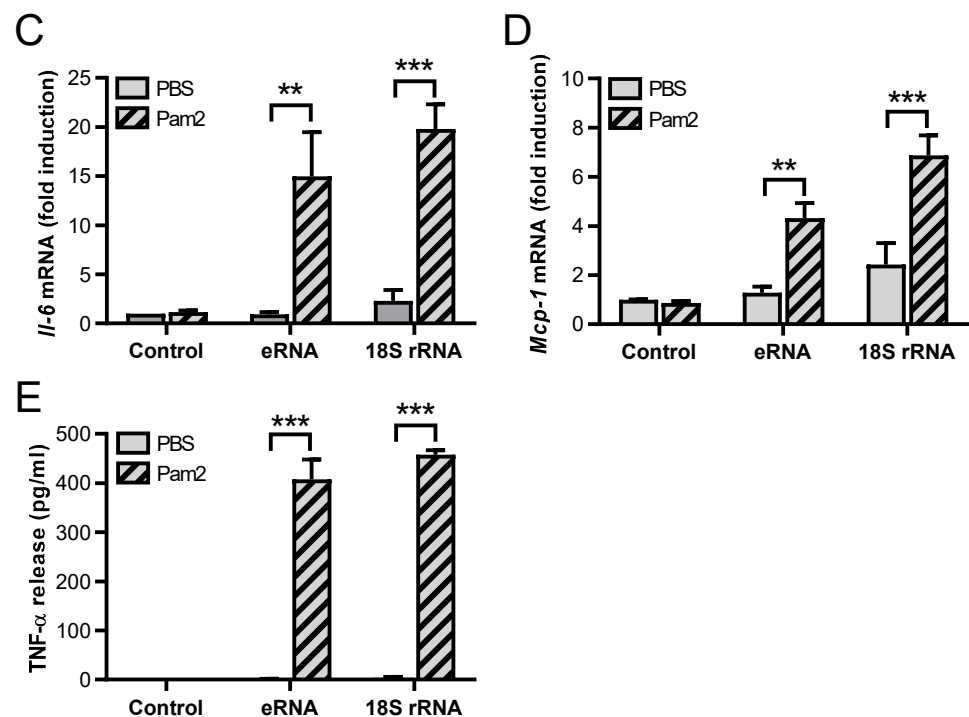 C
Il-6 mRNA (fold induction)
25
20
15
10
5
0
PBS
Pam2
**
***
Control
eRNA
18S rRNA
D
Mcp-1 mRNA (fold induction)
10
8
6
4
2
0
PBS
Pam2
**
***
Control
eRNA
18S rRNA
E
TNF-α release (pg/ml)
500
400
300
200
100
0
PBS
Pam2
***
***
Control
eRNA
18S rRNA